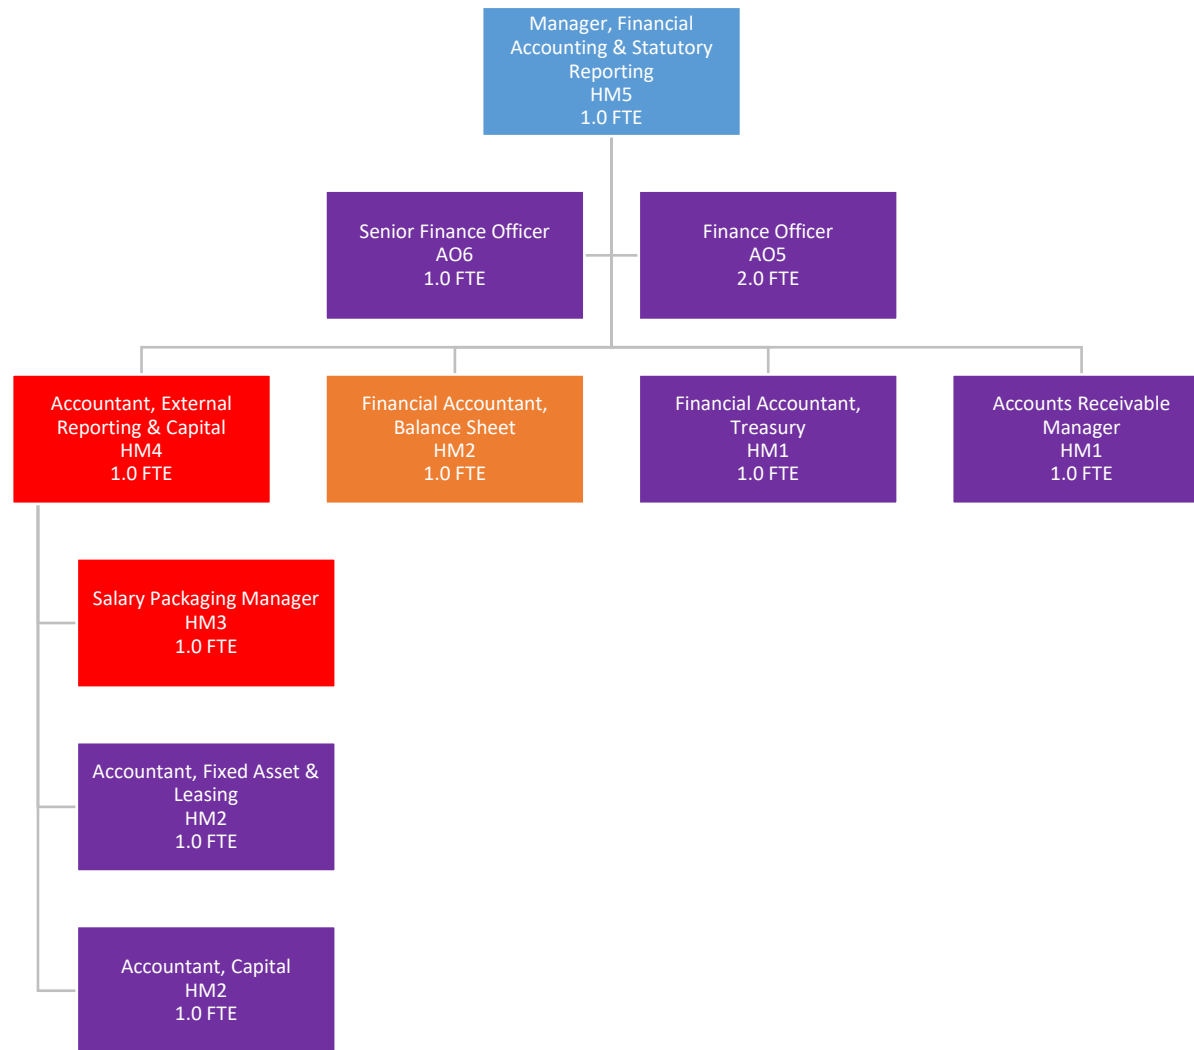 Manager, Financial
Accounting & Statutory
Reporting
HM5
1.0 FTE
Senior Finance Officer
AO6
1.0 FTE
Finance Officer
AO5
2.0 FTE
Accountant, External
Reporting & Capital
HM4
1.0 FTE
Financial Accountant,
Balance Sheet
HM2
1.0 FTE
Financial Accountant,
Treasury
HM1
1.0 FTE
Accounts Receivable
Manager
HM1
1.0 FTE
Salary Packaging Manager
HM3
1.0 FTE
Accountant, Fixed Asset &
Leasing
HM2
1.0 FTE
Accountant, Capital
HM2
1.0 FTE